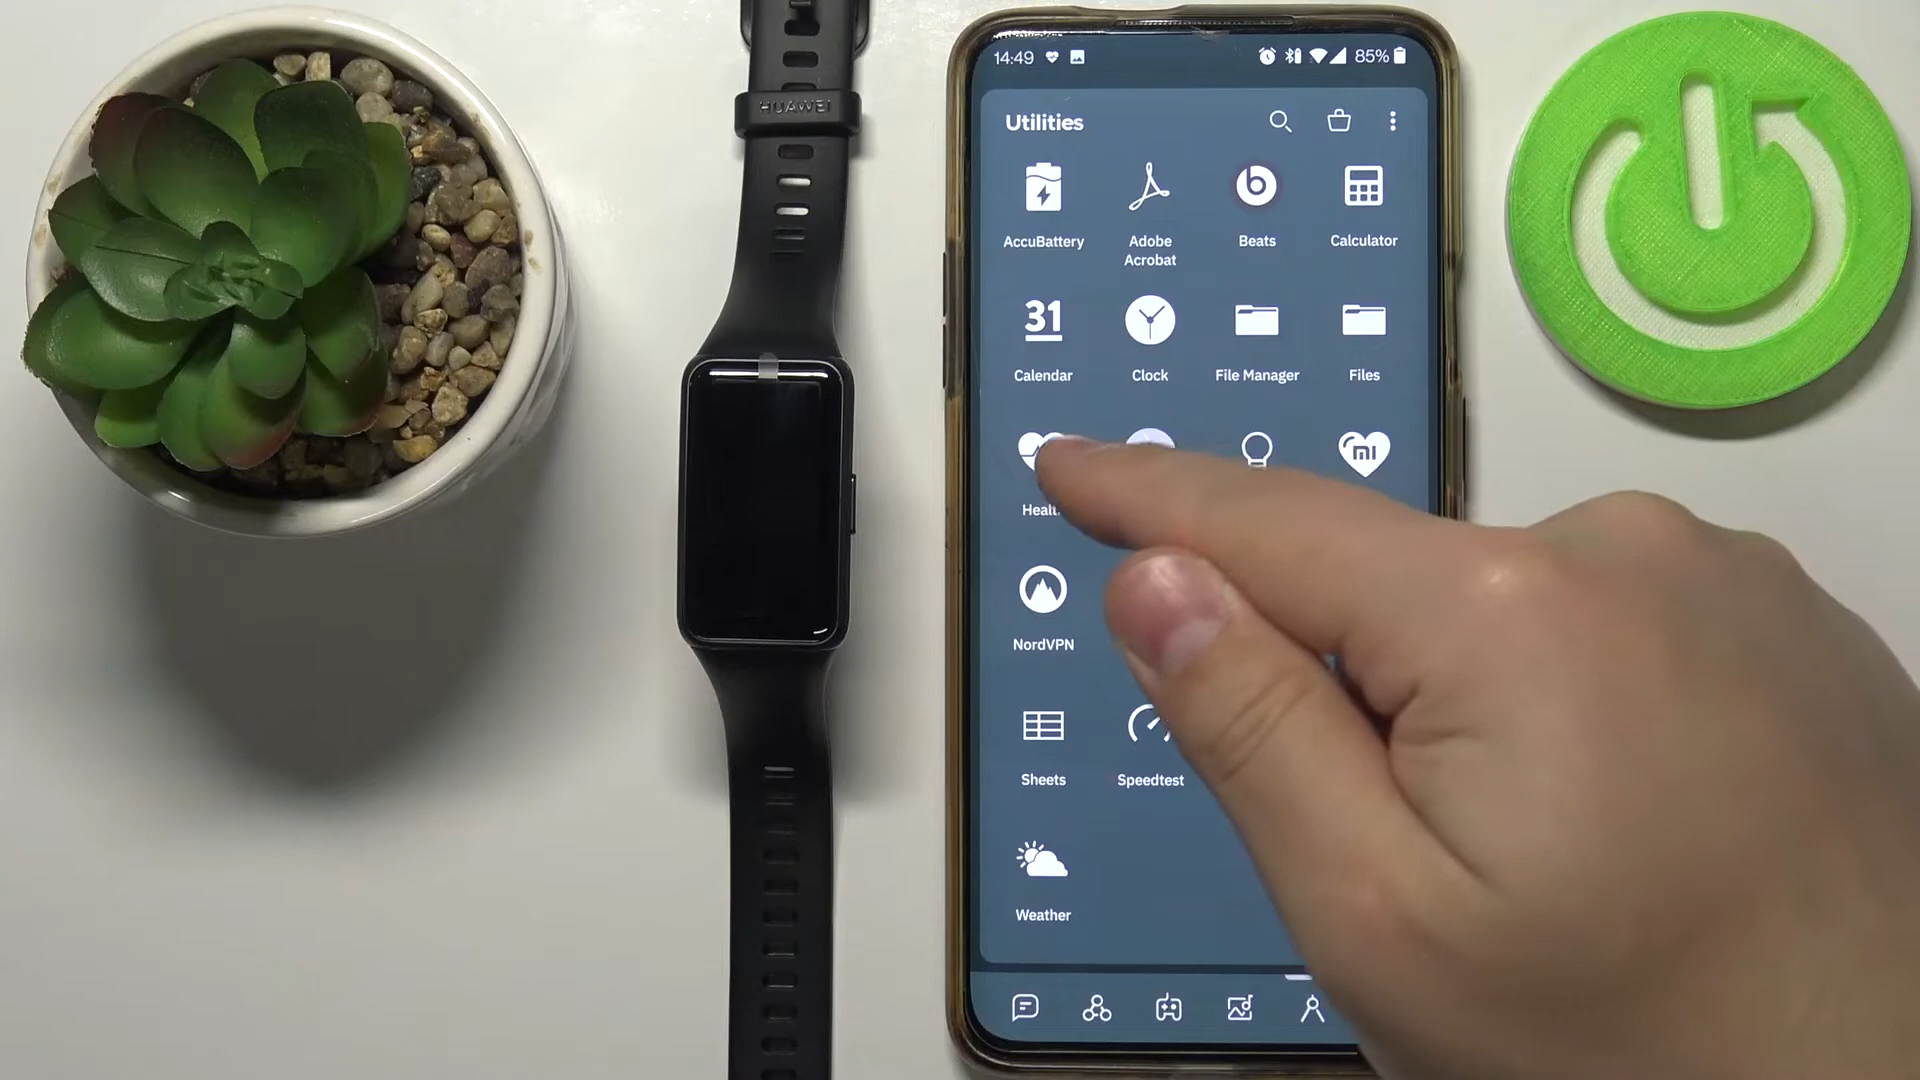 HUAWEI
14:49
85%
Utilities
AccuBattery
Adobe
Acrobat
Beats
Calculator
31
Calendar
Clock
File Manager
Files
mi
NordVPN
Sheets
Speedtest
Weather